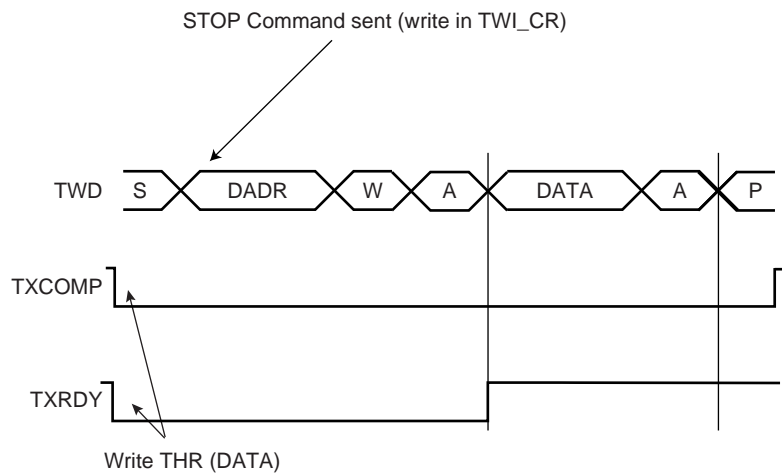 STOP Command sent (write in TWI_CR)
TWD S DADR W A DATA A P
TXCOMP
TXRDY
Write THR (DATA)